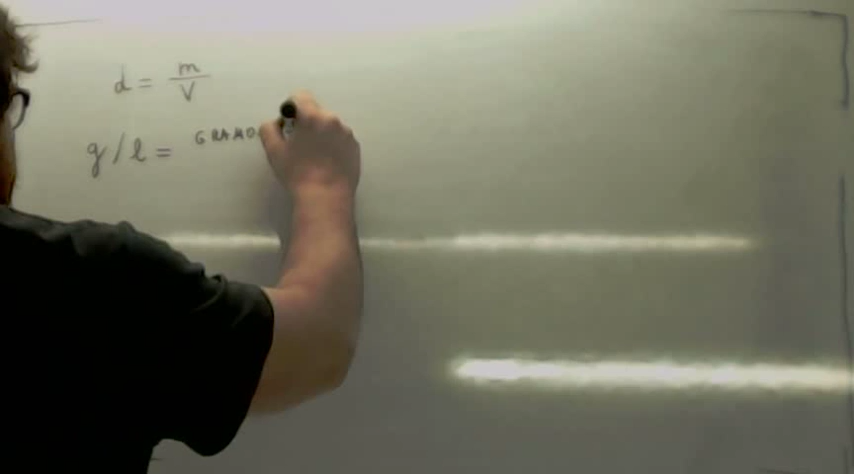 d = m/V
g/l = GRAMO